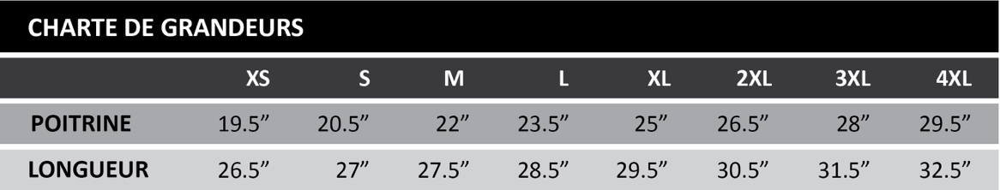 CHARTE DE GRANDEURS
XS S M L XL 2XL 3XL 4XL
POITRINE 19.5” 20.5” 22” 23.5” 25” 26.5” 28” 29.5”
LONGUEUR 26.5” 27” 27.5” 28.5” 29.5” 30.5” 31.5” 32.5”